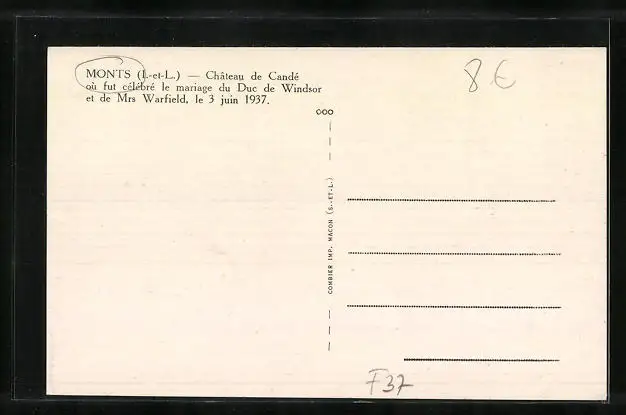 MONTS (I.-et-L.) — Château de Candé
où fut célébré le mariage du Duc de Windsor
et de Mrs Warfield, le 3 juin 1937.
8 €
COMBIER IMP. MACON (S.-ET-L.)
F37